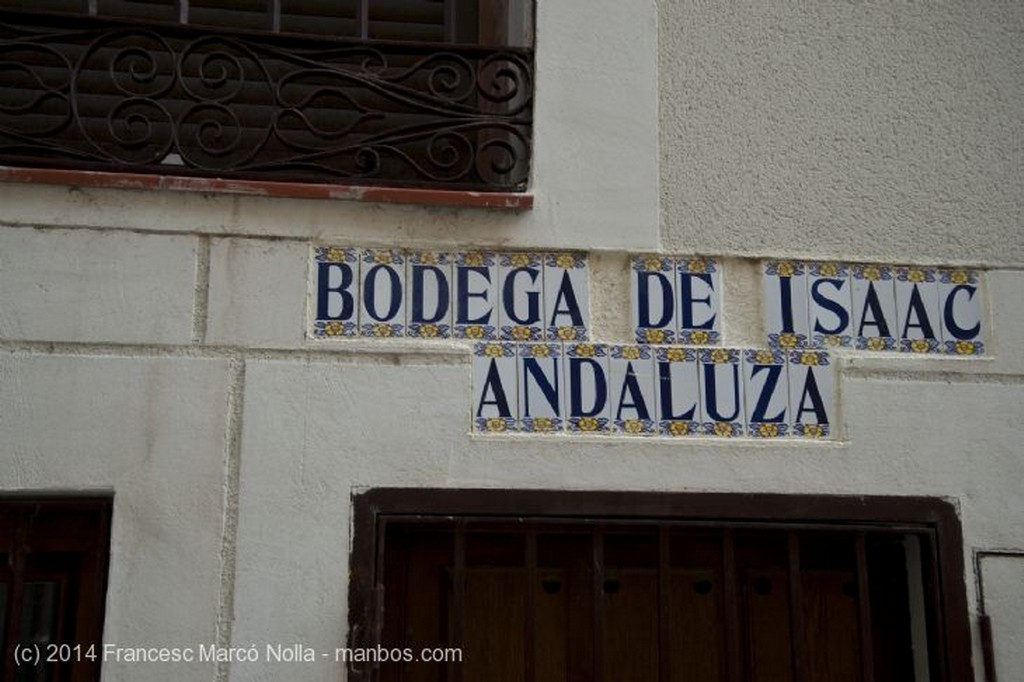 BODEGA DE ISAAC
ANDALUZA
(c) 2014 Francesc Marcó Nolla - manbos.com